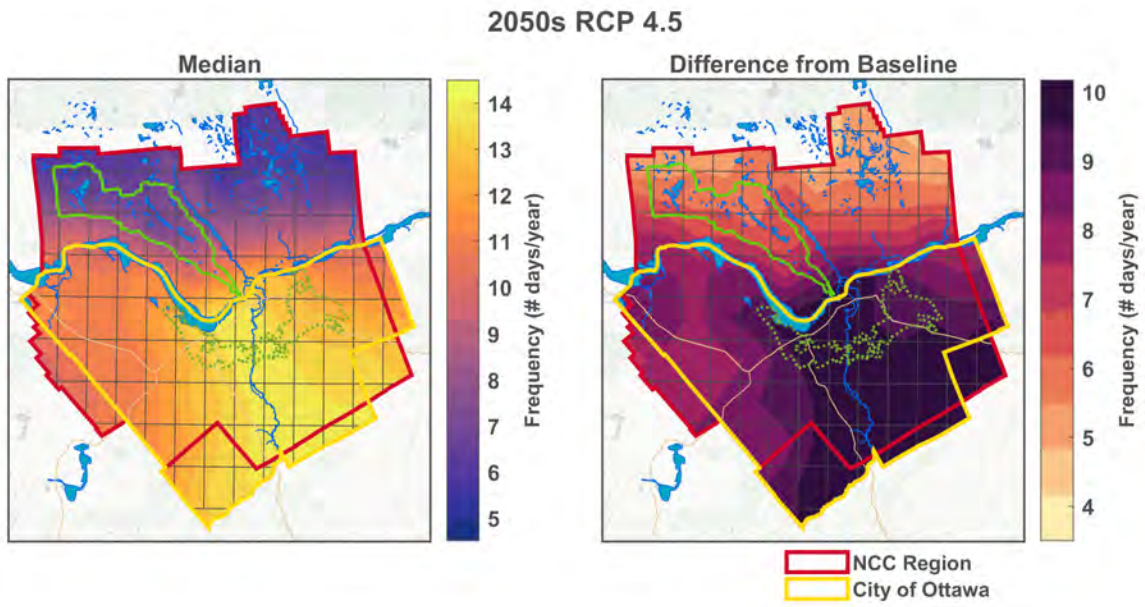 2050s RCP 4.5
Median
14
13
12
11
10
9
8
7
6
5
Frequency (# days/year)
Difference from Baseline
10
9
8
7
6
5
4
Frequency (# days/year)
NCC Region
City of Ottawa